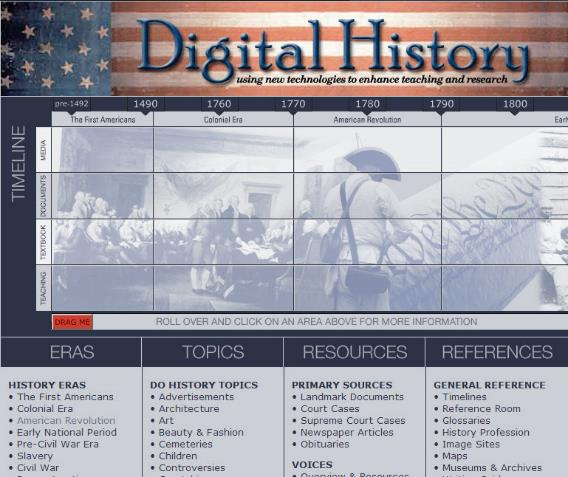 Digital History
using new technologies to enhance teaching and research
pre-1492 1490 1760 1770 1780 1790 1800
The First Americans Colonial Era American Revolution
TIMELINE
MEDIA
DOCUMENTS
TEXTBOOK
TEACHING
We the People
DRAG ME ROLL OVER AND CLICK ON AN AREA ABOVE FOR MORE INFORMATION
ERAS TOPICS RESOURCES REFERENCES
HISTORY ERAS
• The First Americans
• Colonial Era
• American Revolution
• Early National Period
• Pre-Civil War Era
• Slavery
• Civil War
DO HISTORY TOPICS
• Advertisements
• Architecture
• Art
• Beauty & Fashion
• Cemeteries
• Children
• Controversies
PRIMARY SOURCES
• Landmark Documents
• Court Cases
• Supreme Court Cases
• Newspaper Articles
• Obituaries
VOICES
• Overview & Resources
GENERAL REFERENCE
• Timelines
• Reference Room
• Glossaries
• History Profession
• Image Sites
• Maps
• Museums & Archives